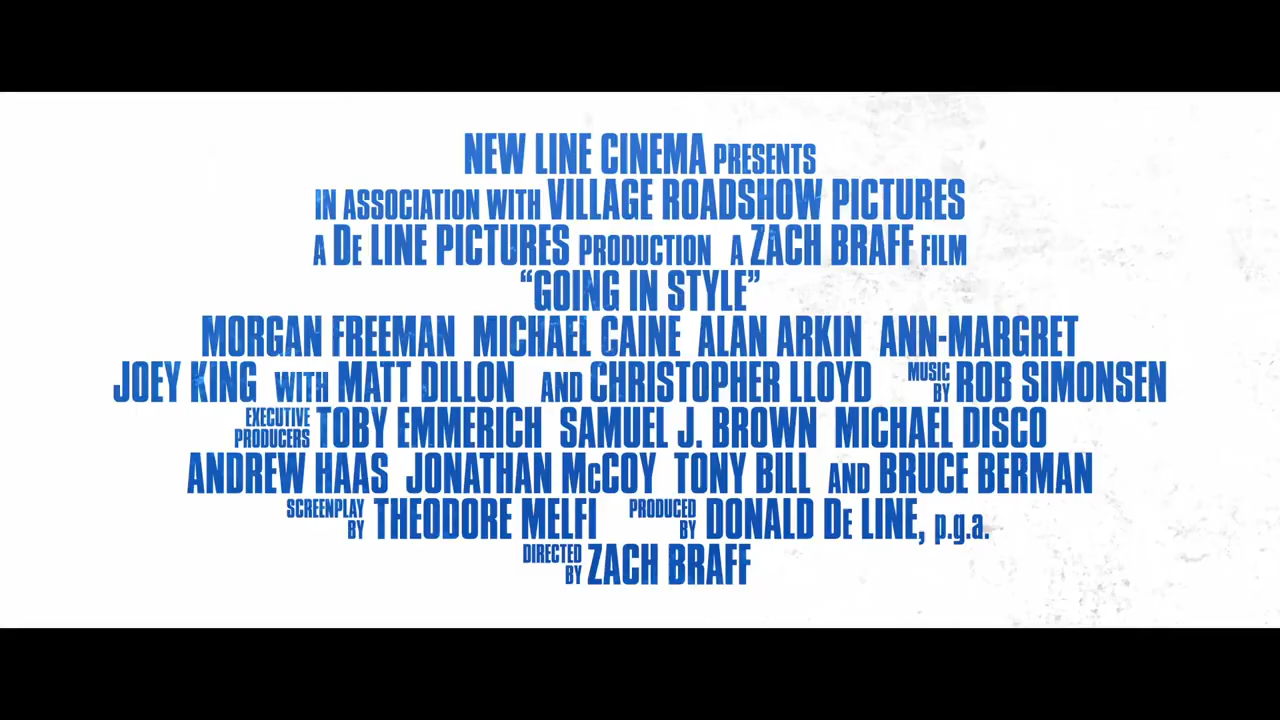 NEW LINE CINEMA PRESENTS
IN ASSOCIATION WITH VILLAGE ROADSHOW PICTURES
A De LINE PICTURES PRODUCTION A ZACH BRAFF FILM
“GOING IN STYLE”
MORGAN FREEMAN MICHAEL CAINE ALAN ARKIN ANN-MARGRET
JOEY KING WITH MATT DILLON AND CHRISTOPHER LLOYD MUSIC BY ROB SIMONSEN
EXECUTIVE PRODUCERS TOBY EMMERICH SAMUEL J. BROWN MICHAEL DISCO
ANDREW HAAS JONATHAN McCOY TONY BILL AND BRUCE BERMAN
SCREENPLAY BY THEODORE MELFI PRODUCED BY DONALD De LINE, p.g.a.
DIRECTED BY ZACH BRAFF